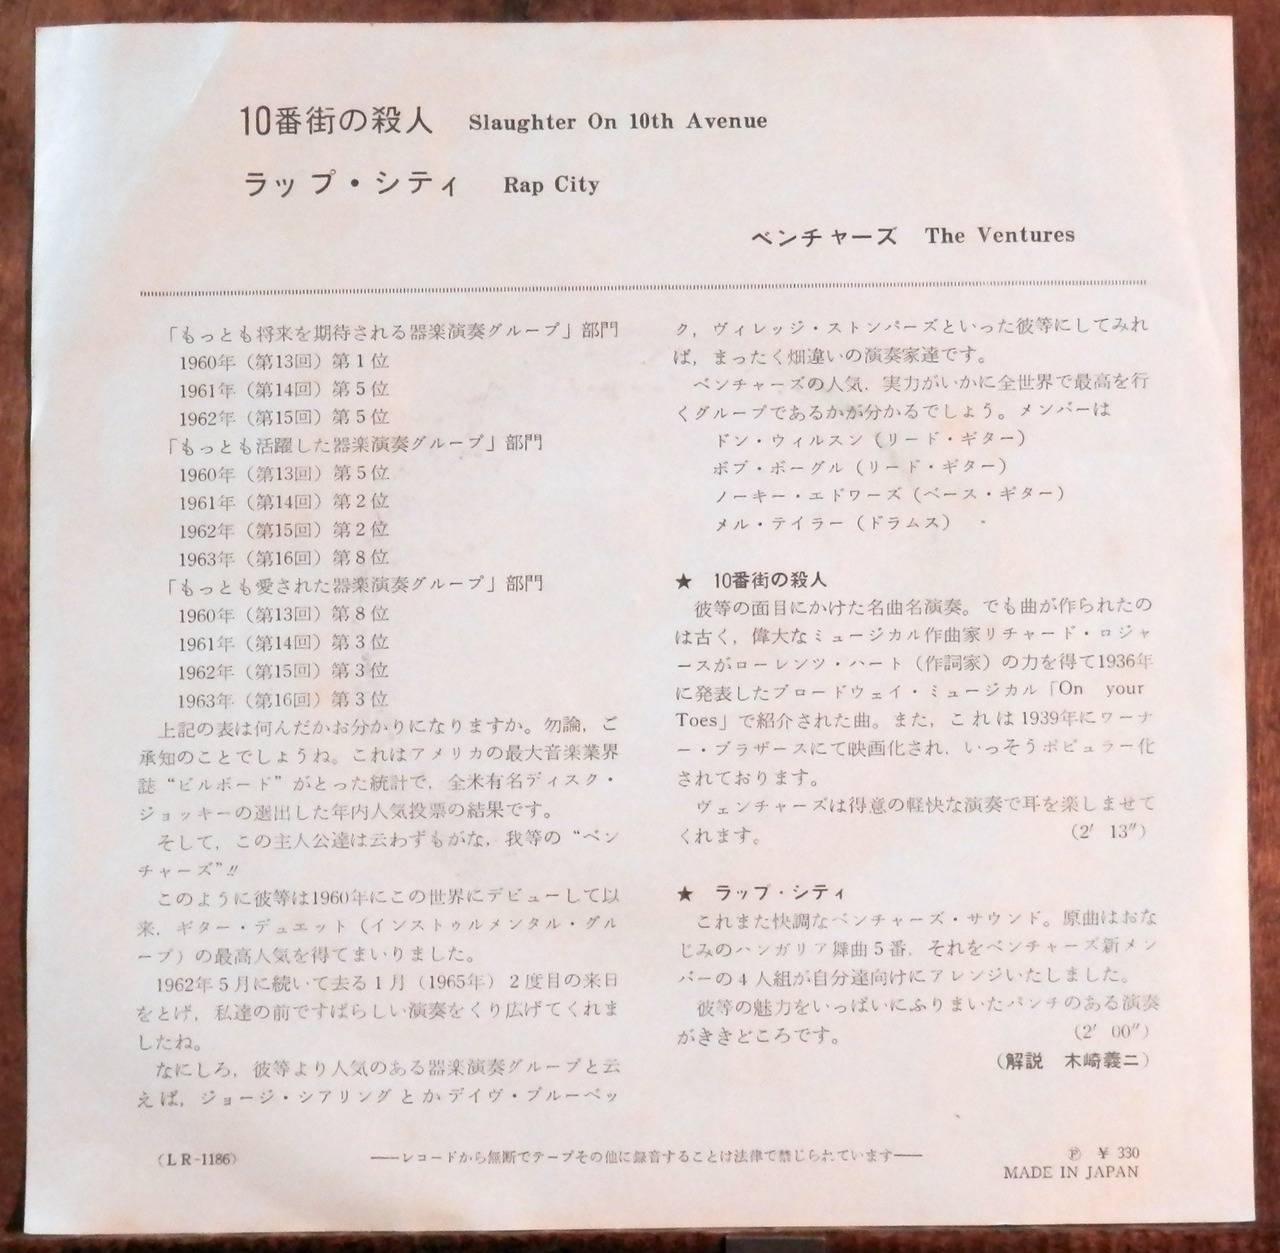 10番街の殺人 Slaughter On 10th Avenue
ラップ・シティ Rap City
ベンチャーズ The Ventures
「もっとも将来を期待される器楽演奏グループ」部門
1960年（第13回）第1位
1961年（第14回）第5位
1962年（第15回）第5位
「もっとも活躍した器楽演奏グループ」部門
1960年（第13回）第5位
1961年（第14回）第2位
1962年（第15回）第2位
1963年（第16回）第8位
「もっとも愛された器楽演奏グループ」部門
1960年（第13回）第8位
1961年（第14回）第3位
1962年（第15回）第3位
1963年（第16回）第3位
上記の表は何んだかお分かりになりますか。勿論，ご
承知のことでしょうね。これはアメリカの最大音楽業界
誌“ビルボード”がとった統計で，全米有名ディスク・
ジョッキーの選出した年内人気投票の結果です。
そして，この主人公達は云わずもがな，我等の“ベン
チャーズ”!!
このように彼等は1960年にこの世界にデビューして以
来，ギター・デュエット（インストゥルメンタル・グル
ープ）の最高人気を得てまいりました。
1962年5月に続いて去る1月（1965年）2度目の来日
をとげ，私達の前ですばらしい演奏をくり広げてくれま
したね。
なにしろ，彼等より人気のある器楽演奏グループと云
えば，ジョージ・シアリングとかデイヴ・ブルーベッ
ク，ヴィレッジ・ストンパーズといった彼等にしてみれ
ば，まったく畑違いの演奏家達です。
ベンチャーズの人気，実力がいかに全世界で最高を行
くグループであるかが分かるでしょう。メンバーは
ドン・ウィルスン（リード・ギター）
ボブ・ボーグル（リード・ギター）
ノーキー・エドワーズ（ベース・ギター）
メル・テイラー（ドラムス）
★ 10番街の殺人
彼等の面目にかけた名曲名演奏。でも曲が作られたの
は古く，偉大なミュージカル作曲家リチャード・ロジャ
ースがローレンツ・ハート（作詞家）の力を得て1936年
に発表したブロードウェイ・ミュージカル「On your
Toes」で紹介された曲。また，これは1939年にワーナ
ー・ブラザースにて映画化され，いっそうポピュラー化
されております。
ヴェンチャーズは得意の軽快な演奏で耳を楽しませて
くれます。 （2′ 13″）
★ ラップ・シティ
これまた快調なベンチャーズ・サウンド。原曲はおな
じみのハンガリア舞曲5番，それをベンチャーズ新メン
バーの4人組が自分達向けにアレンジいたしました。
彼等の魅力をいっぱいにふりまいたパンチのある演奏
がききどころです。 （2′ 00″）
（解説 木崎義二）
（LR-1186）
――レコードから無断でテープその他に録音することは法律で禁じられています――
Ⓟ ￥330
MADE IN JAPAN